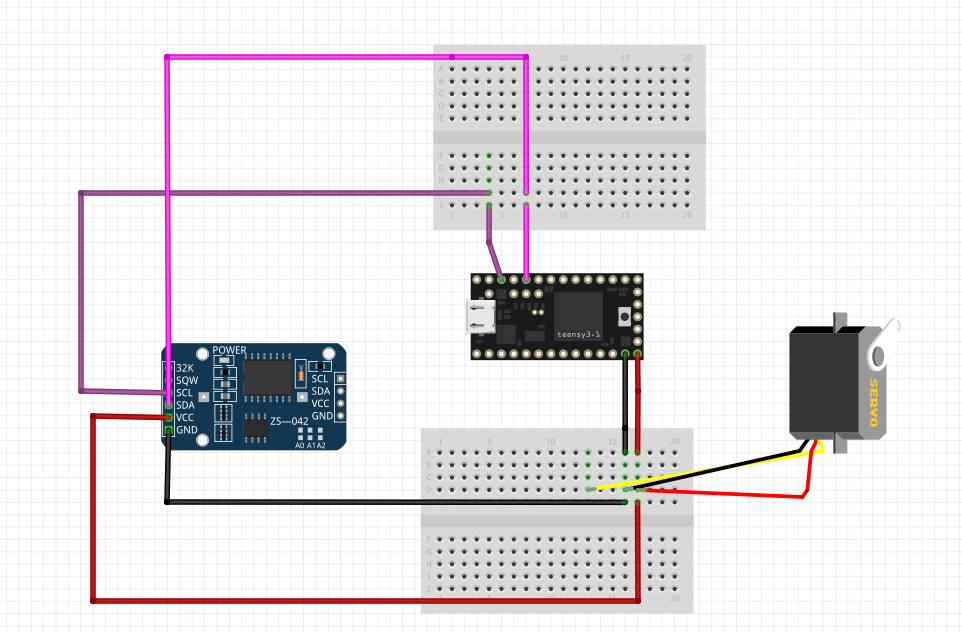 10 15 20
A
B
C
D
E
F
G
H
J
1 5 10 15 20
teensy3-1
POWER
32K
SQW
SCL
SDA
VCC
GND
SCL
SDA
VCC
GND
ZS-042
A0 A1 A2
SERVO
1 5 10 15 20
A
B
C
D
F
G
H
I
J
20